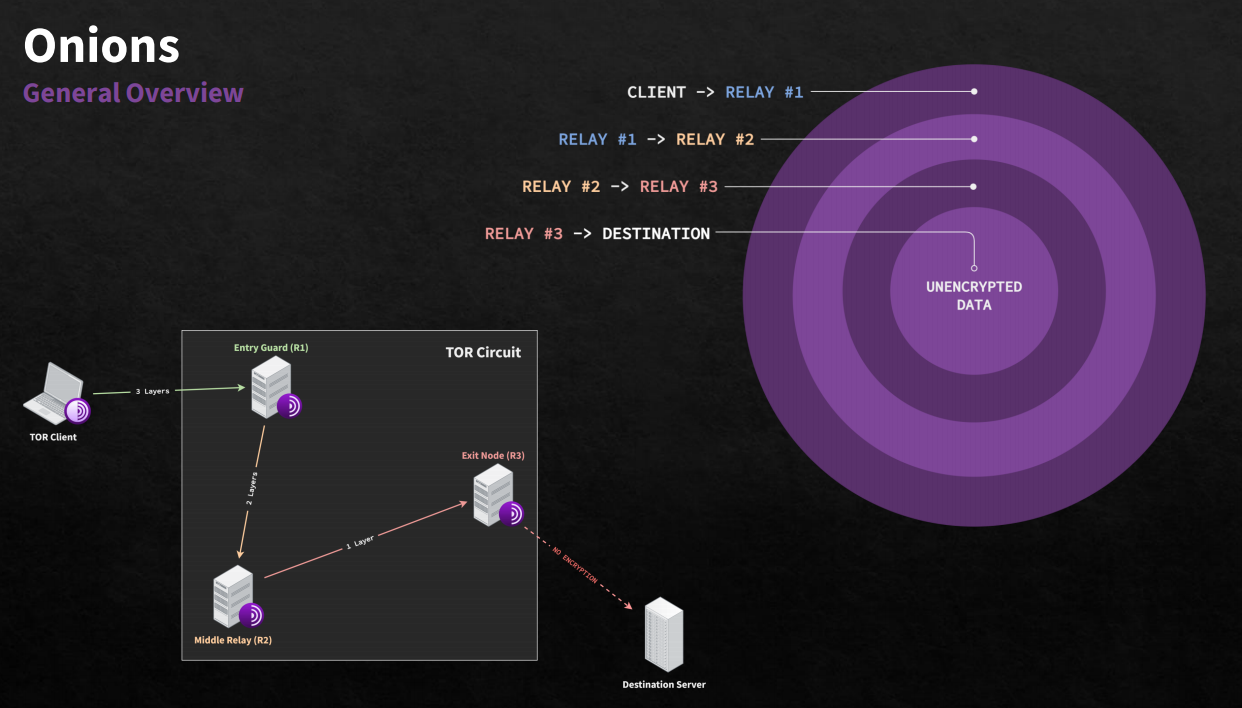 Onions
General Overview
CLIENT -> RELAY #1
RELAY #1 -> RELAY #2
RELAY #2 -> RELAY #3
RELAY #3 -> DESTINATION
UNENCRYPTED
DATA
Entry Guard (R1)
TOR Circuit
3 Layers
TOR Client
Exit Node (R3)
2 Layers
1 Layer
NO ENCRYPTION
Middle Relay (R2)
Destination Server